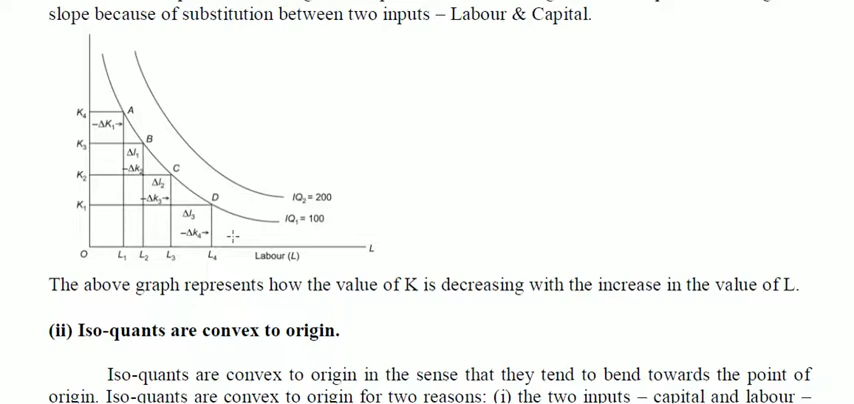 slope because of substitution between two inputs – Labour & Capital.
K₄
A
-ΔK₁→
K₃
B
Δl₁
-Δk₂
K₂
C
Δl₂
-Δk₃→
K₁
D
IQ₂ = 200
Δl₃
IQ₁ = 100
-Δk₄→
O
L₁ L₂ L₃ L₄ Labour (L) L
The above graph represents how the value of K is decreasing with the increase in the value of L.
(ii) Iso-quants are convex to origin.
Iso-quants are convex to origin in the sense that they tend to bend towards the point of
origin. Iso-quants are convex to origin for two reasons: (i) the two inputs – capital and labour –